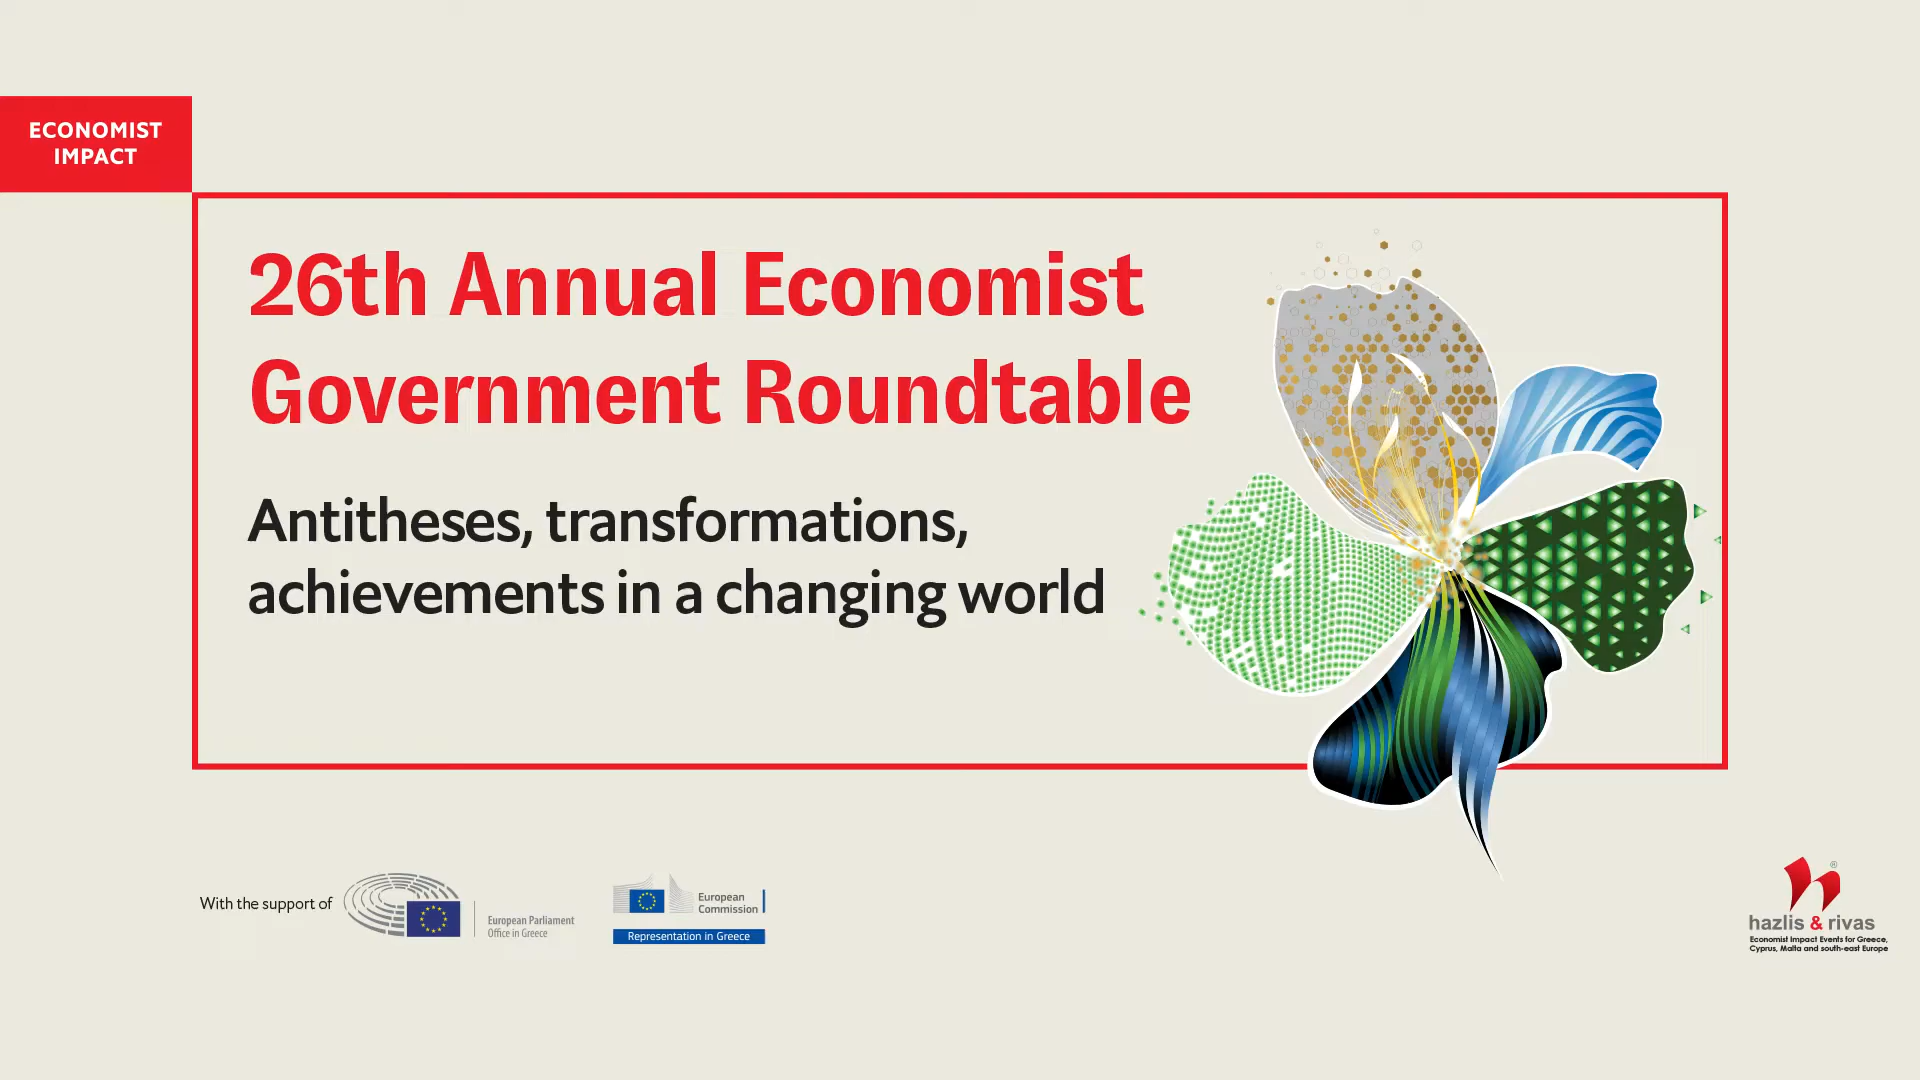 ECONOMIST
IMPACT
26th Annual Economist
Government Roundtable
Antitheses, transformations,
achievements in a changing world
With the support of
European Parliament
Office in Greece
European
Commission
Representation in Greece
®
hazlis & rivas
Economist Impact Events for Greece,
Cyprus, Malta and south-east Europe